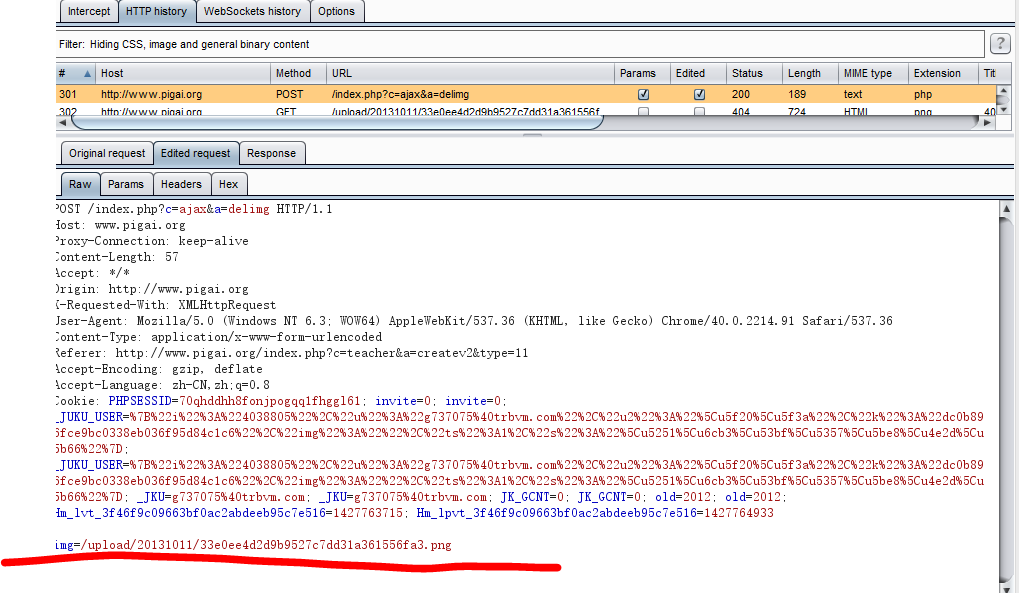 Intercept HTTP history WebSockets history Options
Filter: Hiding CSS, image and general binary content ?
# Host Method URL Params Edited Status Length MIME type Extension Tit
301 http://www.pigai.org POST /index.php?c=ajax&a=delimg 200 189 text php
302 http://www.pigai.org GET /upload/20131011/33e0ee4d2d9b9527c7dd31a361556f 404 724 HTML png 40
Original request Edited request Response
Raw Params Headers Hex
POST /index.php?c=ajax&a=delimg HTTP/1.1
Host: www.pigai.org
Proxy-Connection: keep-alive
Content-Length: 57
Accept: */*
Origin: http://www.pigai.org
X-Requested-With: XMLHttpRequest
User-Agent: Mozilla/5.0 (Windows NT 6.3; WOW64) AppleWebKit/537.36 (KHTML, like Gecko) Chrome/40.0.2214.91 Safari/537.36
Content-Type: application/x-www-form-urlencoded
Referer: http://www.pigai.org/index.php?c=teacher&a=createv2&type=11
Accept-Encoding: gzip, deflate
Accept-Language: zh-CN,zh;q=0.8
Cookie: PHPSESSID=70qhddhh8fonjpogqq1fhggl61; invite=0; invite=0;
_JUKU_USER=%7B%22i%22%3A%224038805%22%2C%22u%22%3A%22g737075%40trbvm.com%22%2C%22u2%22%3A%22%5Cu5f20%5Cu5f3a%22%2C%22k%22%3A%22dc0b89
6fce9bc0338eb036f95d84c1c6%22%2C%22img%22%3A%22%22%2C%22ts%22%3A1%2C%22s%22%3A%22%5Cu5251%5Cu6cb3%5Cu53bf%5Cu5357%5Cu5be8%5Cu4e2d%5Cu
5b66%22%7D;
_JUKU_USER=%7B%22i%22%3A%224038805%22%2C%22u%22%3A%22g737075%40trbvm.com%22%2C%22u2%22%3A%22%5Cu5f20%5Cu5f3a%22%2C%22k%22%3A%22dc0b89
6fce9bc0338eb036f95d84c1c6%22%2C%22img%22%3A%22%22%2C%22ts%22%3A1%2C%22s%22%3A%22%5Cu5251%5Cu6cb3%5Cu53bf%5Cu5357%5Cu5be8%5Cu4e2d%5Cu
5b66%22%7D; _JKU=g737075%40trbvm.com; _JKU=g737075%40trbvm.com; JK_GCNT=0; JK_GCNT=0; old=2012; old=2012;
Hm_lvt_3f46f9c09663bf0ac2abdeeb95c7e516=1427763715; Hm_lpvt_3f46f9c09663bf0ac2abdeeb95c7e516=1427764933
img=/upload/20131011/33e0ee4d2d9b9527c7dd31a361556fa3.png